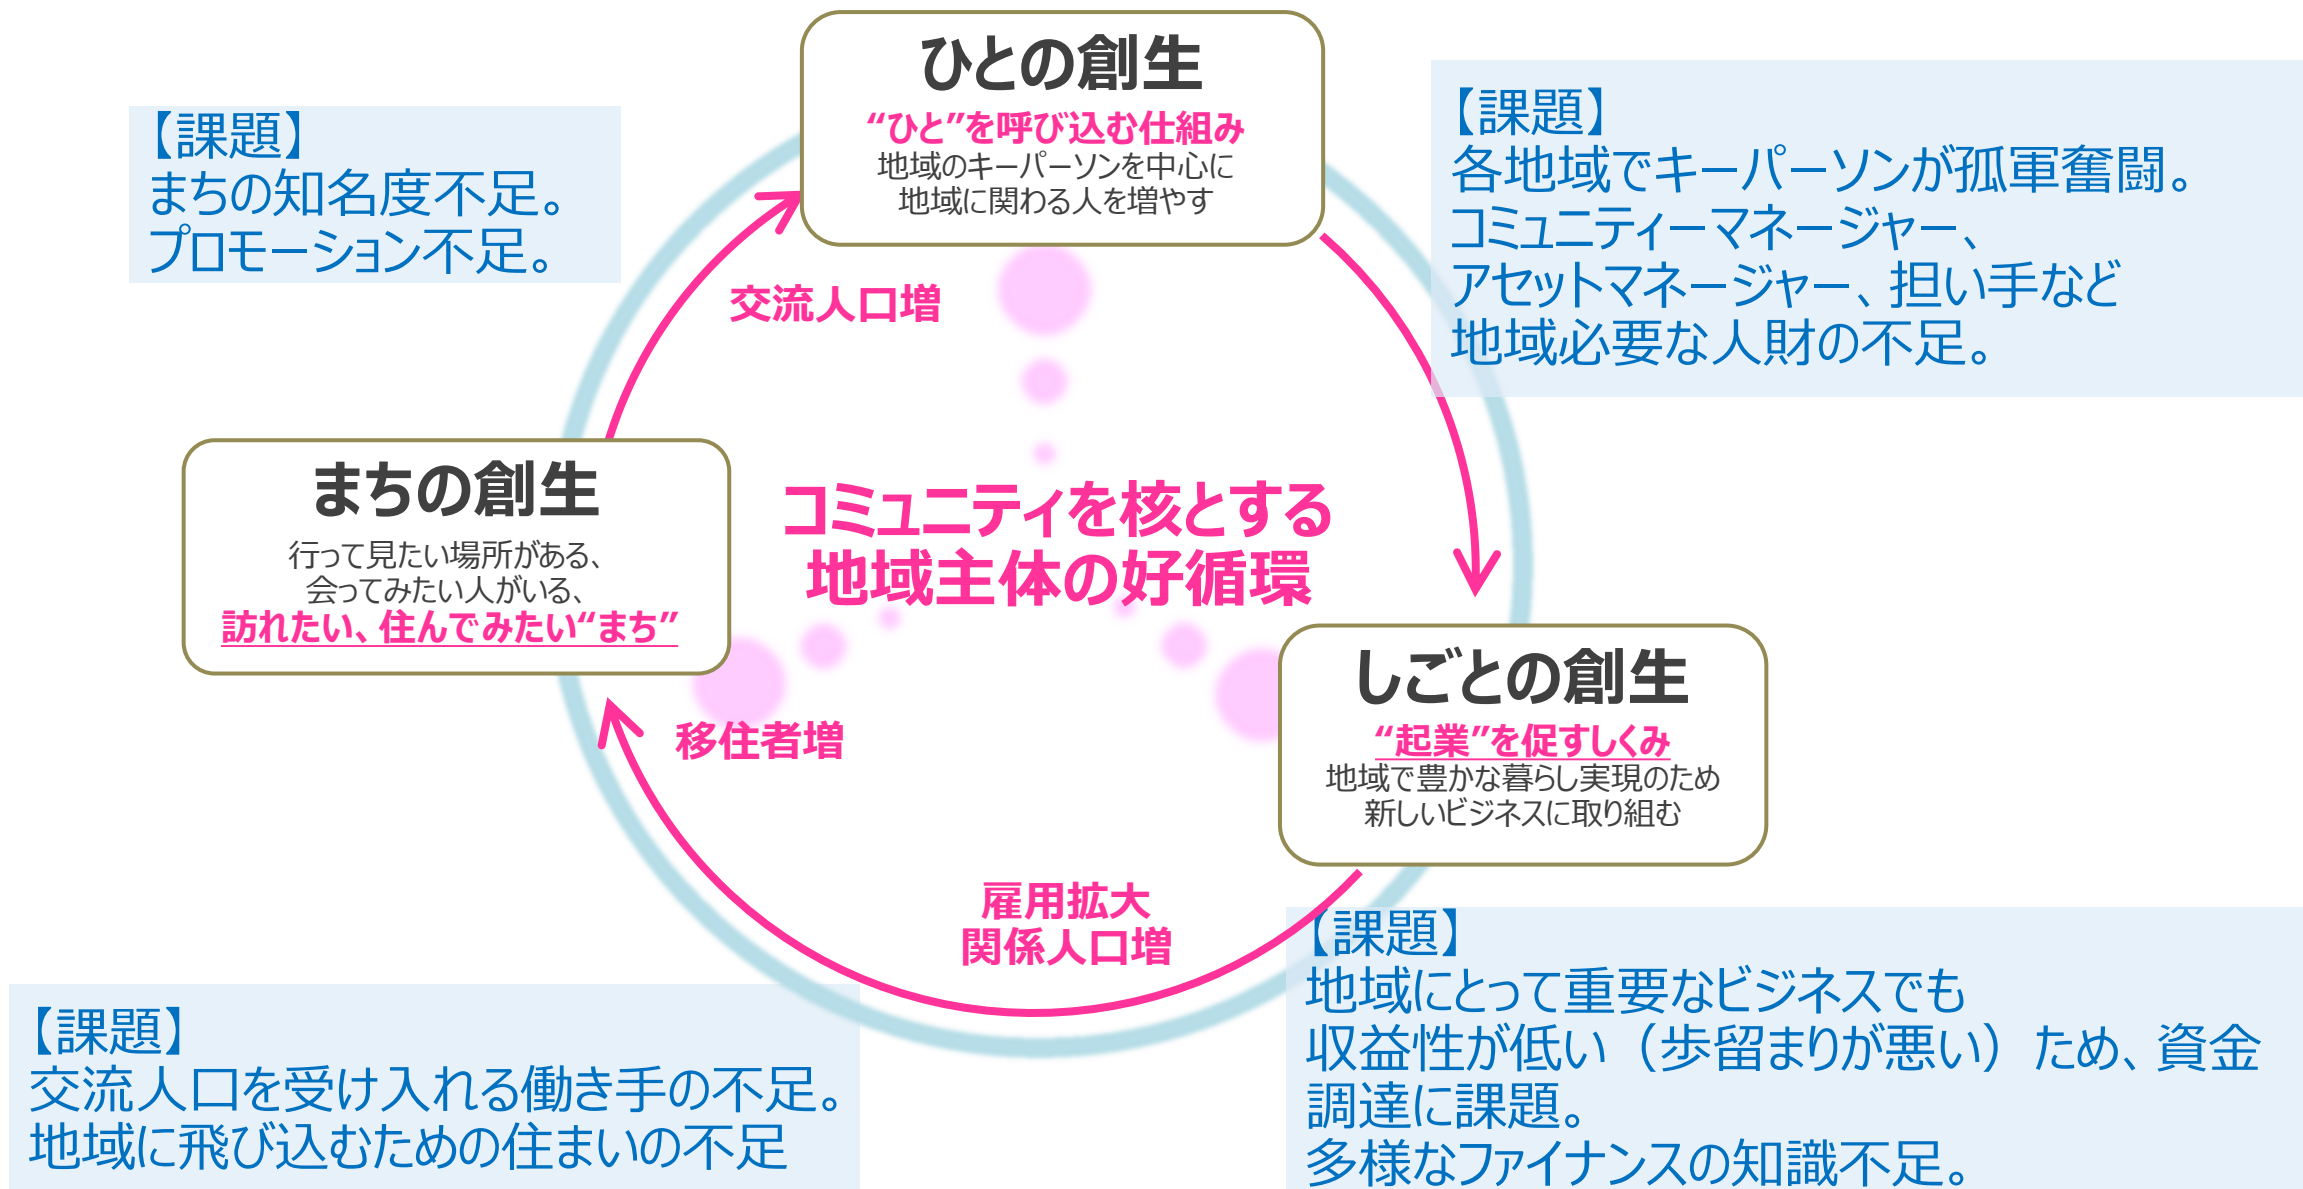 ひとの創生
“ひと”を呼び込む仕組み
地域のキーパーソンを中心に
地域に関わる人を増やす
【課題】
まちの知名度不足。
プロモーション不足。
【課題】
各地域でキーパーソンが孤軍奮闘。
コミュニティーマネージャー、
アセットマネージャー、担い手など
地域必要な人財の不足。
交流人口増
まちの創生
行って見たい場所がある、
会ってみたい人がいる、
訪れたい、住んでみたい“まち”
コミュニティを核とする
地域主体の好循環
しごとの創生
“起業”を促すしくみ
地域で豊かな暮らし実現のため
新しいビジネスに取り組む
移住者増
雇用拡大
関係人口増
【課題】
交流人口を受け入れる働き手の不足。
地域に飛び込むための住まいの不足
【課題】
地域にとって重要なビジネスでも
収益性が低い（歩留まりが悪い）ため、資金
調達に課題。
多様なファイナンスの知識不足。